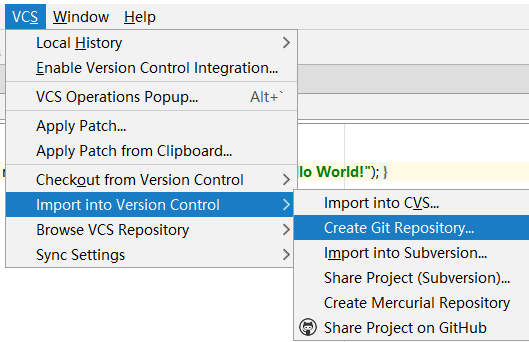 VCS Window Help
Local History
Enable Version Control Integration...
VCS Operations Popup... Alt+`
Apply Patch...
Apply Patch from Clipboard...
Checkout from Version Control
llo World!"); }
Import into Version Control
Browse VCS Repository
Sync Settings
Import into CVS...
Create Git Repository...
Import into Subversion...
Share Project (Subversion)...
Create Mercurial Repository
Share Project on GitHub